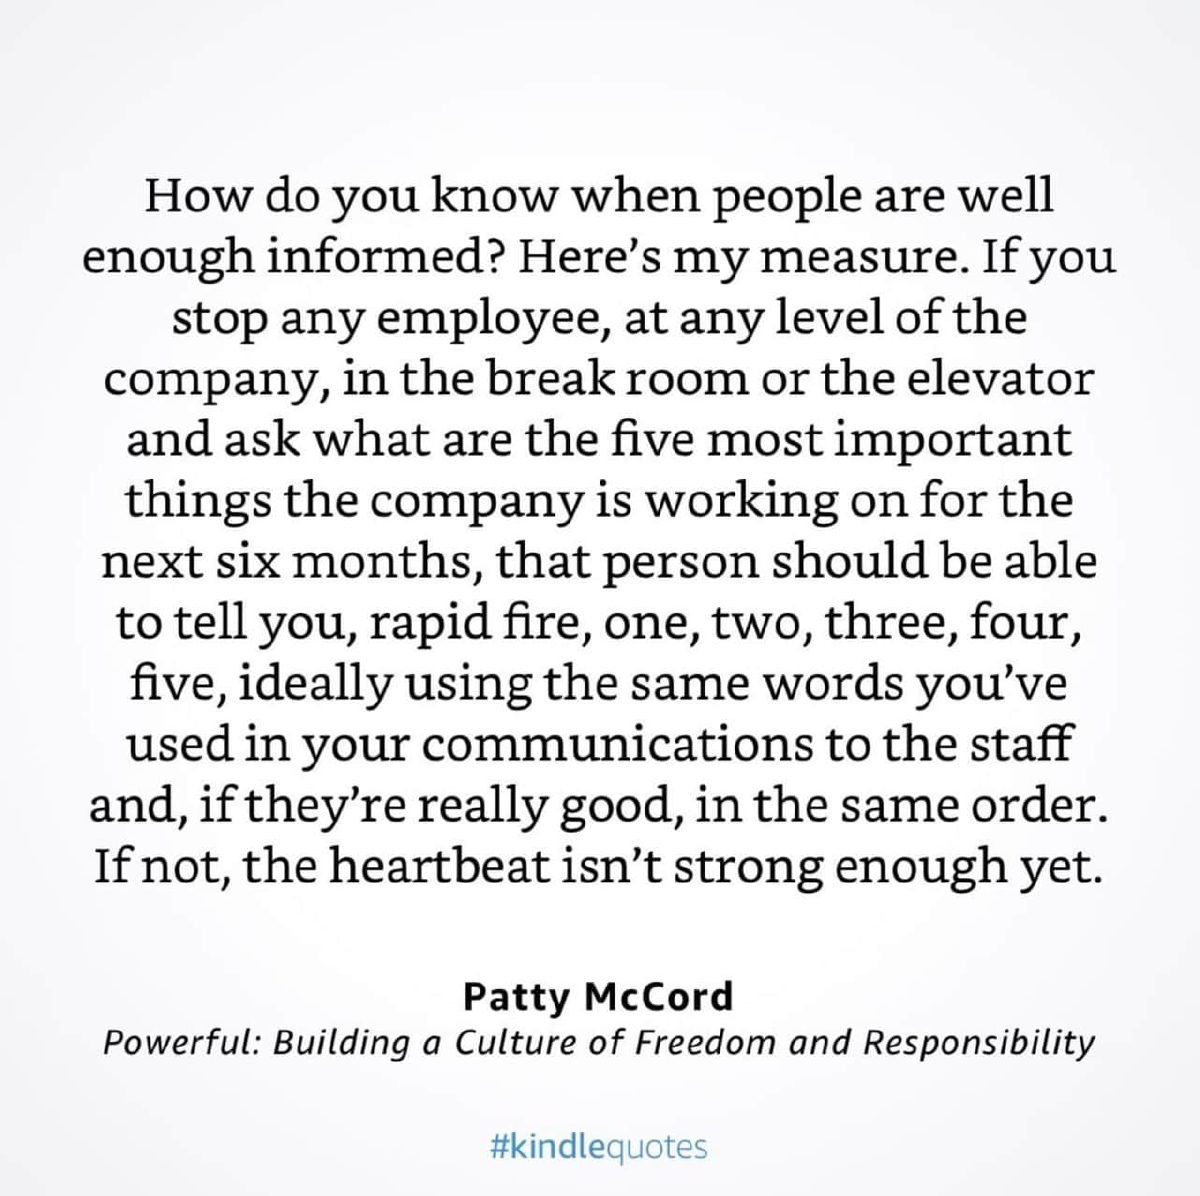 How do you know when people are well
enough informed? Here’s my measure. If you
stop any employee, at any level of the
company, in the break room or the elevator
and ask what are the five most important
things the company is working on for the
next six months, that person should be able
to tell you, rapid fire, one, two, three, four,
five, ideally using the same words you’ve
used in your communications to the staff
and, if they’re really good, in the same order.
If not, the heartbeat isn’t strong enough yet.
Patty McCord
Powerful: Building a Culture of Freedom and Responsibility
#kindlequotes